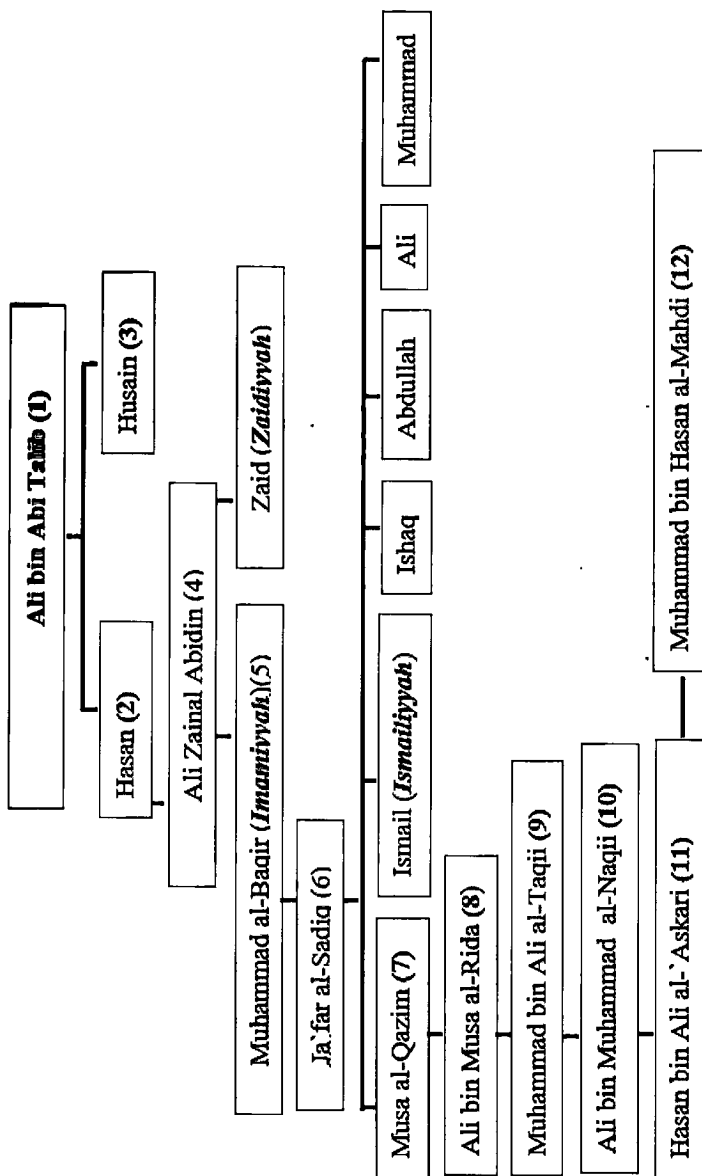 Ali bin Abi Talib (1)
Hasan (2)
Husain (3)
Ali Zainal Abidin (4)
Muhammad al-Baqir (Imamiyyah)(5)
Zaid (Zaidiyyah)
Ja`far al-Sadiq (6)
Musa al-Qazim (7)
Ismail (Ismailiyyah)
Ishaq
Abdullah
Ali
Muhammad
Ali bin Musa al-Rida (8)
Muhammad bin Ali al-Taqii (9)
Ali bin Muhammad al-Naqii (10)
Hasan bin Ali al-`Askari (11)
Muhammad bin Hasan al-Mahdi (12)